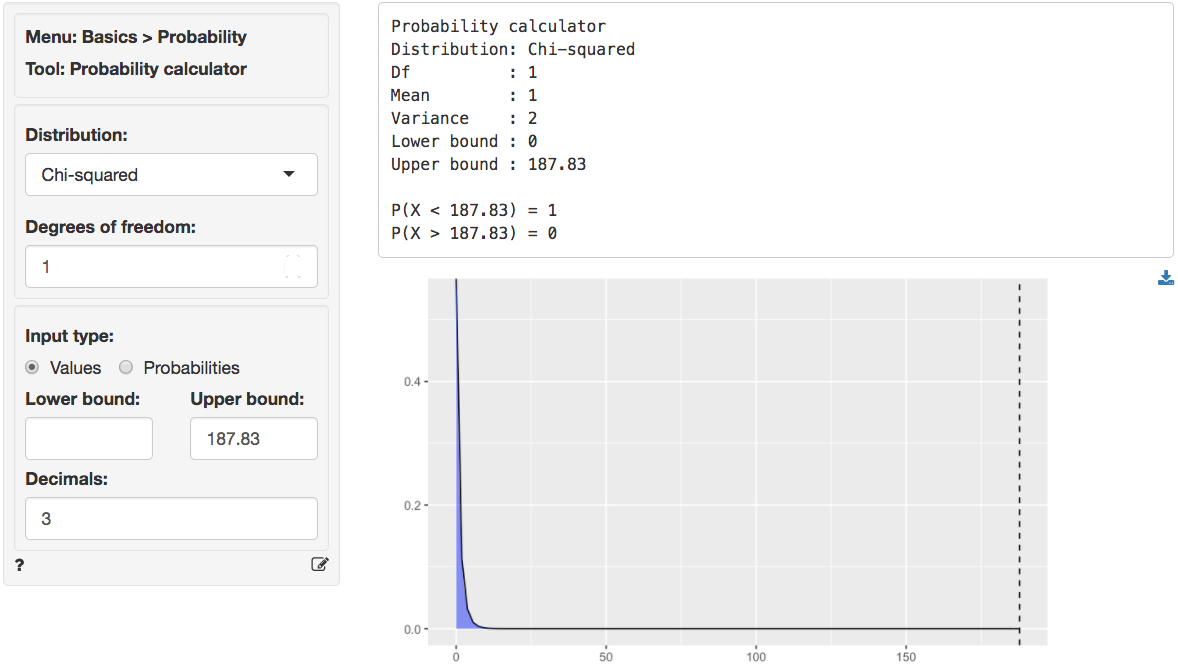 Menu: Basics > Probability
Tool: Probability calculator
Distribution:
Chi-squared
Degrees of freedom:
1
Input type:
Values Probabilities
Lower bound: Upper bound:
187.83
Decimals:
3
?
Probability calculator
Distribution: Chi-squared
Df : 1
Mean : 1
Variance : 2
Lower bound : 0
Upper bound : 187.83
P(X < 187.83) = 1
P(X > 187.83) = 0
0.4
0.2
0.0
0 50 100 150